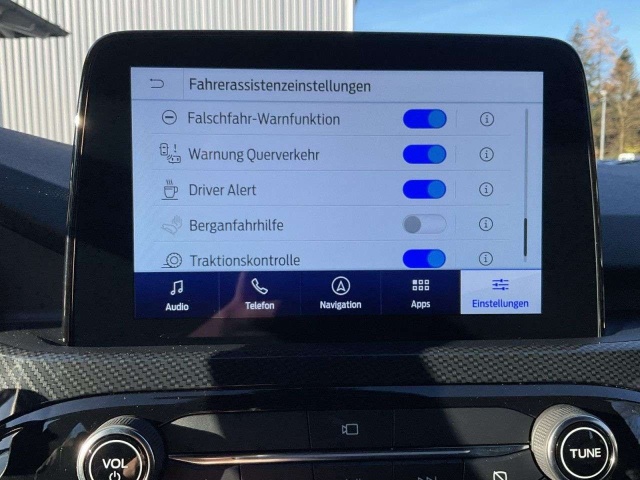 Fahrerassistenzeinstellungen
Falschfahr-Warnfunktion
Warnung Querverkehr
Driver Alert
Berganfahrhilfe
Traktionskontrolle
Audio Telefon Navigation Apps Einstellungen
VOL TUNE